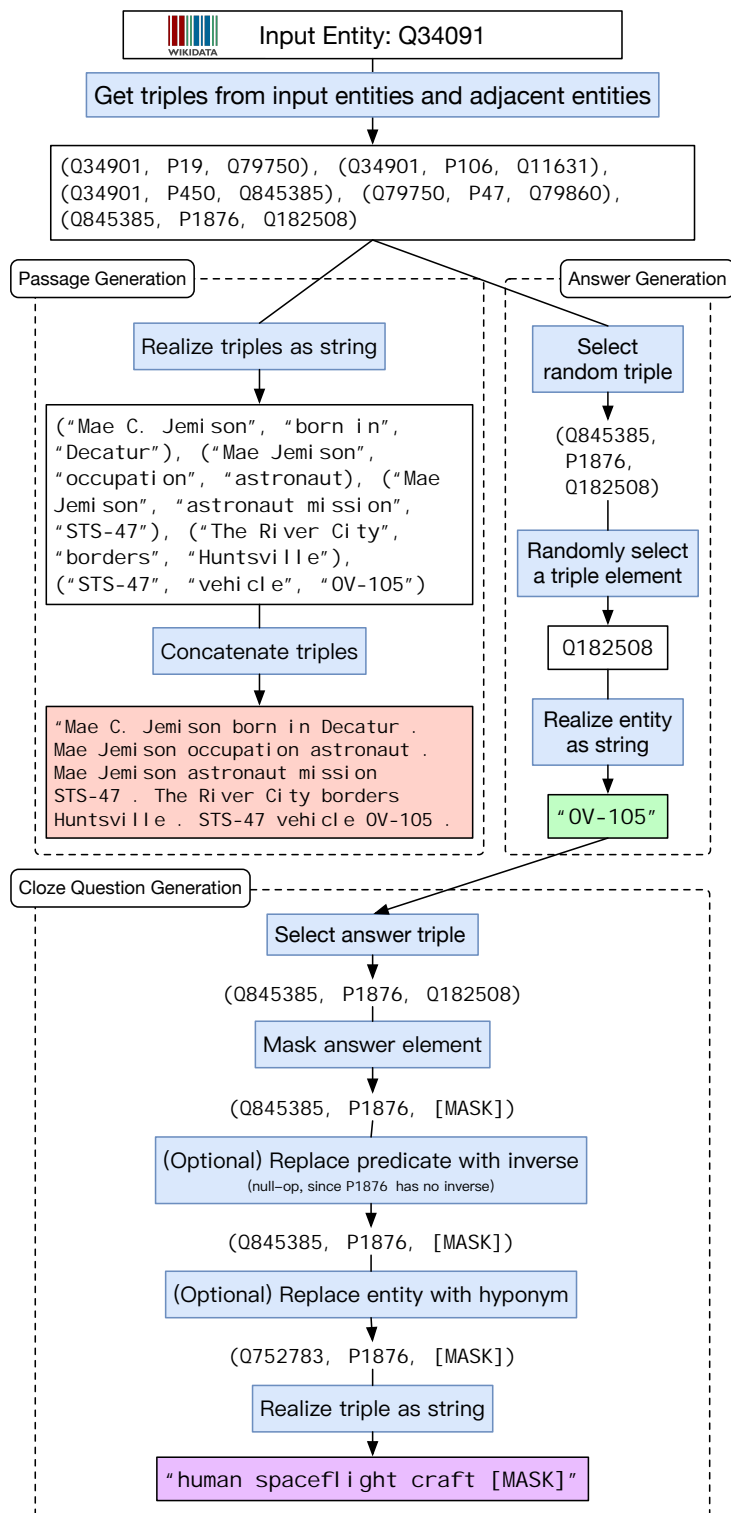 WIKIDATA
Input Entity: Q34091
Get triples from input entities and adjacent entities
(Q34901, P19, Q79750), (Q34901, P106, Q11631),
(Q34901, P450, Q845385), (Q79750, P47, Q79860),
(Q845385, P1876, Q182508)
Passage Generation
Realize triples as string
(“Mae C. Jemison”, “born in”,
“Decatur”), (“Mae Jemison”,
“occupation”, “astronaut), (“Mae
Jemison”, “astronaut mission”,
“STS-47”), (“The River City”,
“borders”, “Huntsville”),
(“STS-47”, “vehicle”, “OV-105”)
Concatenate triples
“Mae C. Jemison born in Decatur .
Mae Jemison occupation astronaut .
Mae Jemison astronaut mission
STS-47 . The River City borders
Huntsville . STS-47 vehicle OV-105 .
Answer Generation
Select
random triple
(Q845385,
P1876,
Q182508)
Randomly select
a triple element
Q182508
Realize entity
as string
“OV-105”
Cloze Question Generation
Select answer triple
(Q845385, P1876, Q182508)
Mask answer element
(Q845385, P1876, [MASK])
(Optional) Replace predicate with inverse
(null-op, since P1876 has no inverse)
(Q845385, P1876, [MASK])
(Optional) Replace entity with hyponym
(Q752783, P1876, [MASK])
Realize triple as string
“human spaceflight craft [MASK]”